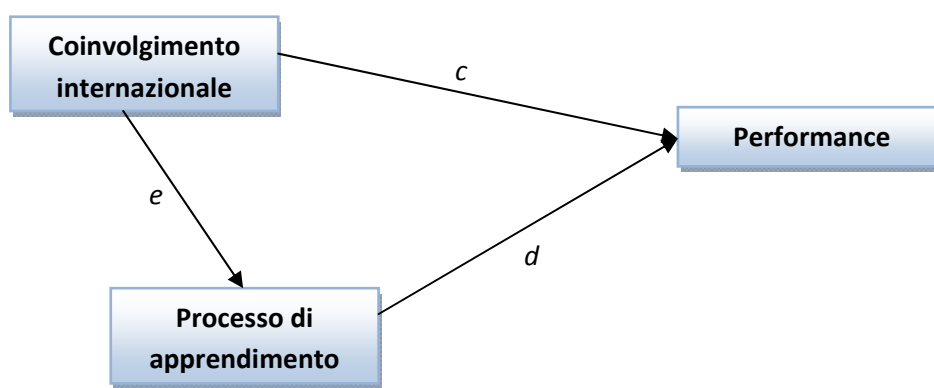 Coinvolgimento
internazionale
c
Performance
e
d
Processo di
apprendimento